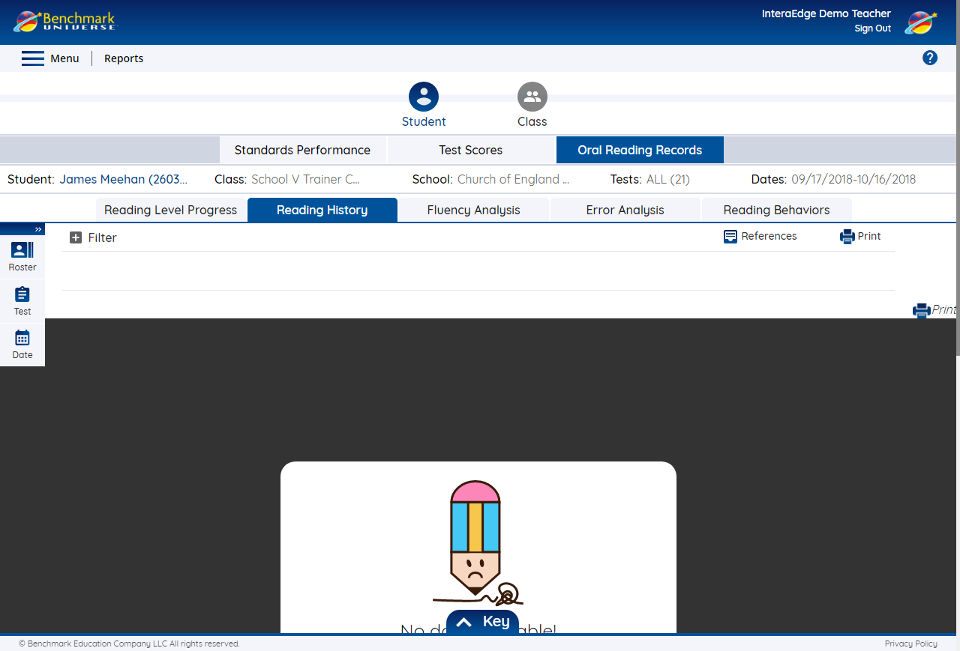 Benchmark
UNIVERSE
InteraEdge Demo Teacher
Sign Out
Menu Reports
Student Class
Standards Performance Test Scores Oral Reading Records
Student: James Meehan (2603... Class: School V Trainer C... School: Church of England ... Tests: ALL (21) Dates: 09/17/2018-10/16/2018
Reading Level Progress Reading History Fluency Analysis Error Analysis Reading Behaviors
Filter References Print
Roster
Test
Date
Print
No
Key
© Benchmark Education Company LLC All rights reserved. Privacy Policy